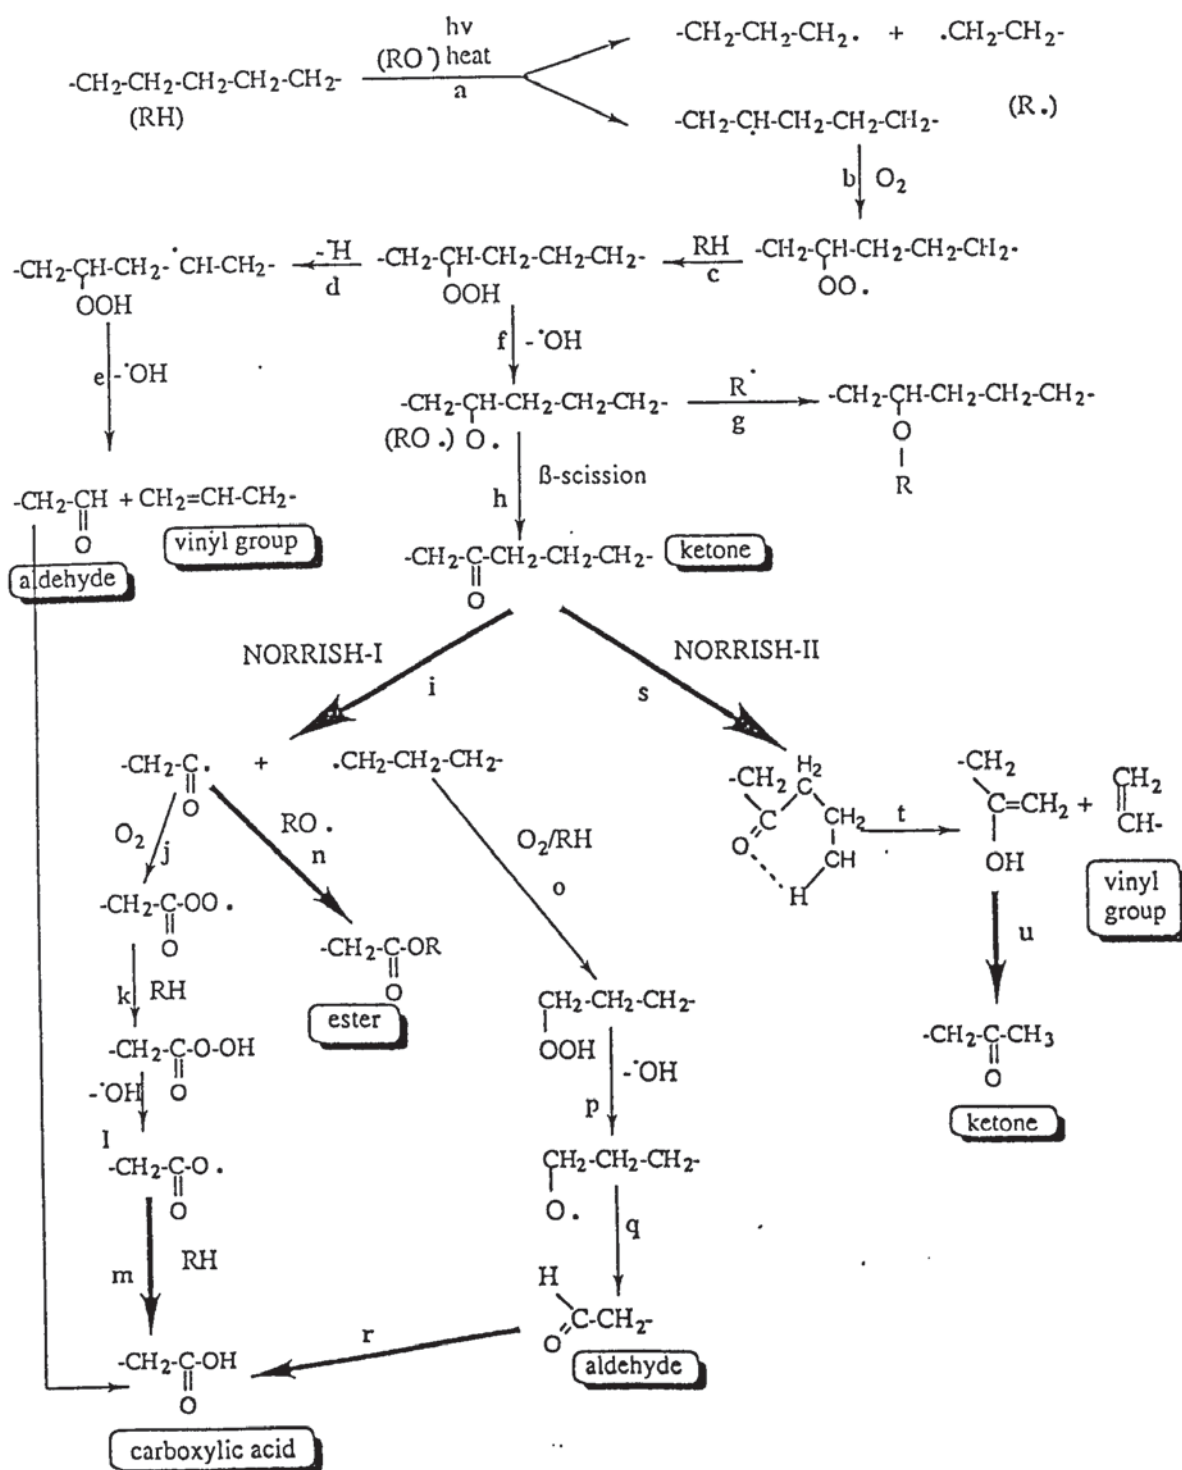 hν
(RO˙) heat
a
-CH₂-CH₂-CH₂-CH₂-CH₂-
(RH)
-CH₂-CH₂-CH₂. + .CH₂-CH₂-
(R.)
-CH₂-CH-CH₂-CH₂-CH₂-
.
b O₂
-CH₂-CH-CH₂-CH₂-CH₂.
OO.
RH
c
-CH₂-CH-CH₂-CH₂-CH₂-
OOH
-˙H
d
-CH₂-CH-CH₂-˙CH-CH₂-
OOH
e -˙OH
f -˙OH
-CH₂-CH-CH₂-CH₂-CH₂-
(RO.) O.
R˙
g
-CH₂-CH-CH₂-CH₂-CH₂-
O
R
h ß-scission
-CH₂-CH + CH₂=CH-CH₂-
O
aldehyde
vinyl group
-CH₂-C-CH₂-CH₂-CH₂-
O
ketone
NORRISH-I
i
NORRISH-II
s
-CH₂-C. + .CH₂-CH₂-CH₂-
O
O₂
j
RO.
n
O₂/RH
o
-CH₂-C-OO.
O
k RH
-CH₂-C-OR
O
ester
-CH₂-C-O-OH
O
-˙OH
l
-CH₂-C-O.
O
m RH
-CH₂-C-OH
O
carboxylic acid
CH₂-CH₂-CH₂-
OOH
-˙OH
p
CH₂-CH₂-CH₂-
O.
q
H
C-CH₂-
O
aldehyde
r
H₂
-CH₂ C
C CH₂
O CH
H
t
-CH₂
C=CH₂ +
OH
CH₂
CH-
vinyl
group
u
-CH₂-C-CH₃
O
ketone